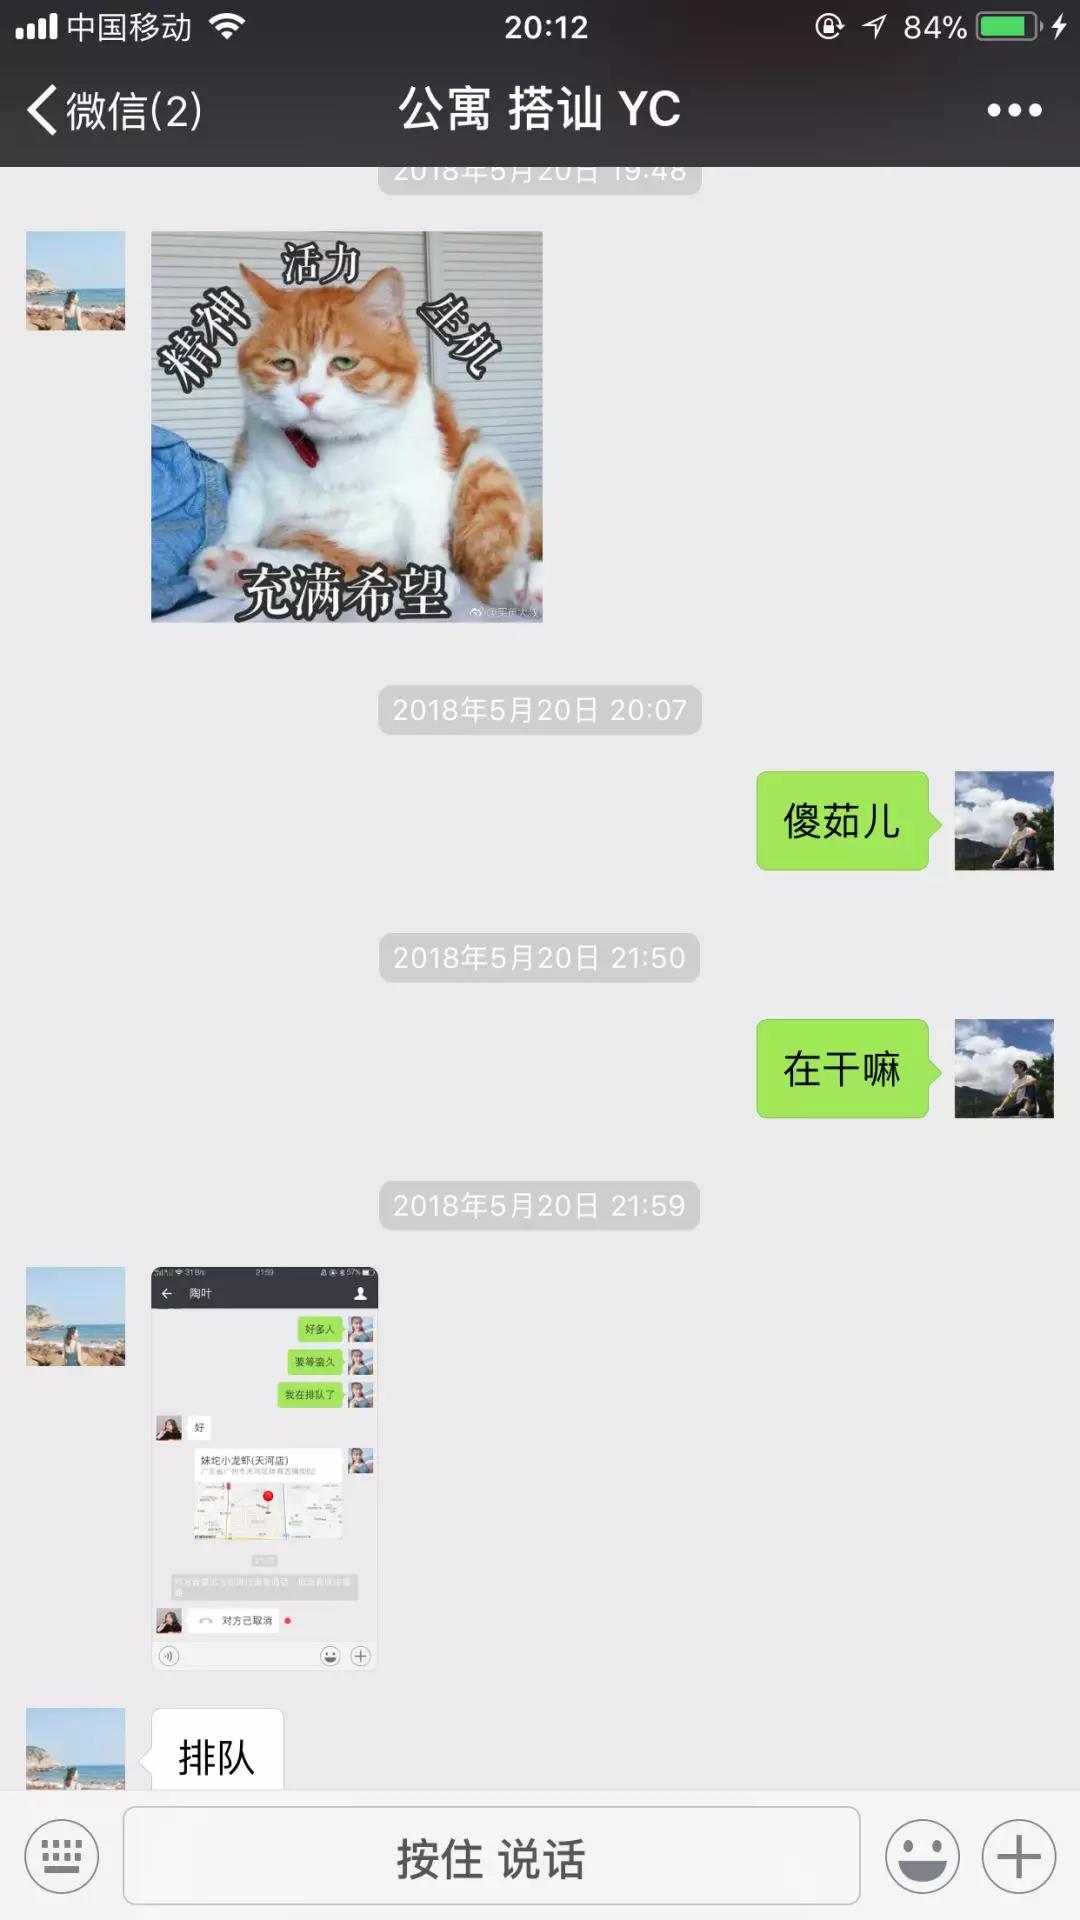 中国移动 20:12 84%
微信(2) 公寓 搭讪 YC
2018年5月20日 19:48
活力
精神
生机
充满希望
2018年5月20日 20:07
傻茹儿
2018年5月20日 21:50
在干嘛
2018年5月20日 21:59
21:59 57%
陶叶
好多人
要等蛮久
我在排队了
好
妹坨小龙虾(天河店)
对方已取消
排队
按住 说话